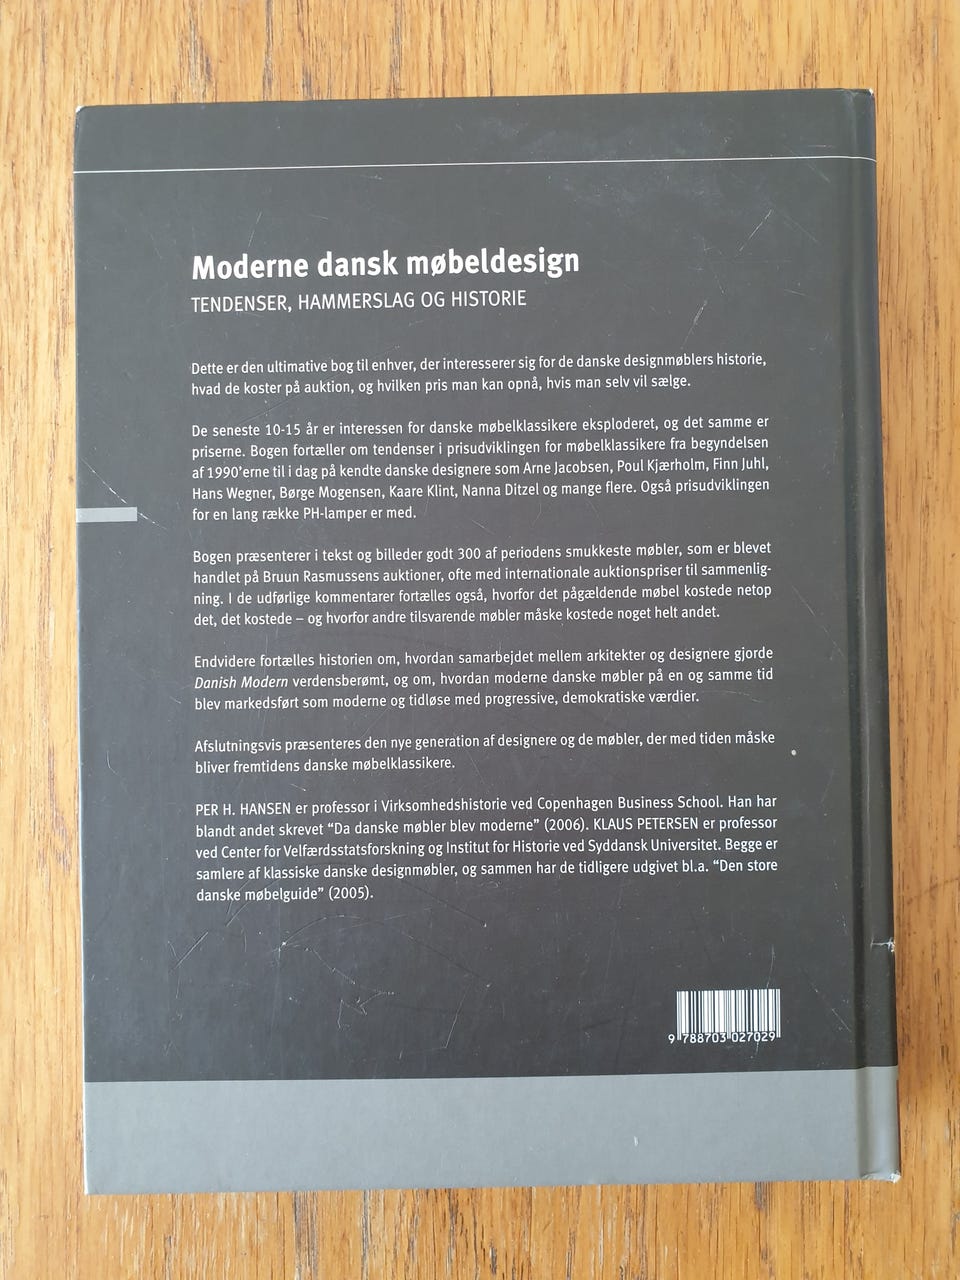 Moderne dansk møbeldesign
TENDENSER, HAMMERSLAG OG HISTORIE
Dette er den ultimative bog til enhver, der interesserer sig for de danske designmøblers historie,
hvad de koster på auktion, og hvilken pris man kan opnå, hvis man selv vil sælge.
De seneste 10-15 år er interessen for danske møbelklassikere eksploderet, og det samme er
priserne. Bogen fortæller om tendenser i prisudviklingen for møbelklassikere fra begyndelsen
af 1990'erne til i dag på kendte danske designere som Arne Jacobsen, Poul Kjærholm, Finn Juhl,
Hans Wegner, Børge Mogensen, Kaare Klint, Nanna Ditzel og mange flere. Også prisudviklingen
for en lang række PH-lamper er med.
Bogen præsenterer i tekst og billeder godt 300 af periodens smukkeste møbler, som er blevet
handlet på Bruun Rasmussens auktioner, ofte med internationale auktionspriser til sammenlig-
ning. I de udførlige kommentarer fortælles også, hvorfor det pågældende møbel kostede netop
det, det kostede – og hvorfor andre tilsvarende møbler måske kostede noget helt andet.
Endvidere fortælles historien om, hvordan samarbejdet mellem arkitekter og designere gjorde
Danish Modern verdensberømt, og om, hvordan moderne danske møbler på en og samme tid
blev markedsført som moderne og tidløse med progressive, demokratiske værdier.
Afslutningsvis præsenteres den nye generation af designere og de møbler, der med tiden måske
bliver fremtidens danske møbelklassikere.
PER H. HANSEN er professor i Virksomhedshistorie ved Copenhagen Business School. Han har
blandt andet skrevet “Da danske møbler blev moderne” (2006). KLAUS PETERSEN er professor
ved Center for Velfærdsstatsforskning og Institut for Historie ved Syddansk Universitet. Begge er
samlere af klassiske danske designmøbler, og sammen har de tidligere udgivet bl.a. “Den store
danske møbelguide” (2005).
9 788703 027029